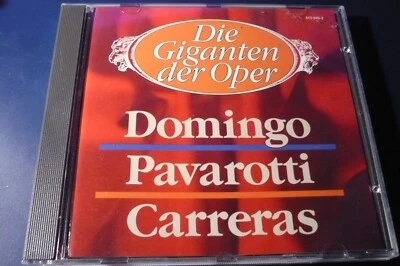 Die
Giganten
der Oper
Domingo
Pavarotti
Carreras